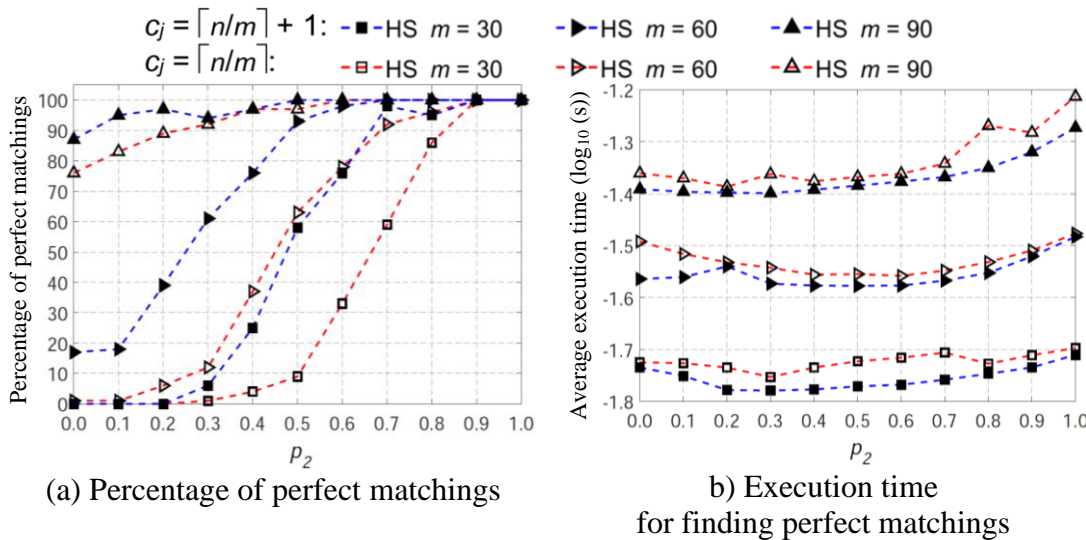 c_j = ⌈n/m⌉ + 1: HS m = 30 HS m = 60 HS m = 90
c_j = ⌈n/m⌉: HS m = 30 HS m = 60 HS m = 90
Percentage of perfect matchings
100
90
80
70
60
50
40
30
20
10
0
0.0 0.1 0.2 0.3 0.4 0.5 0.6 0.7 0.8 0.9 1.0
p_2
(a) Percentage of perfect matchings
Average execution time (log₁₀ (s))
-1.2
-1.3
-1.4
-1.5
-1.6
-1.7
-1.8
0.0 0.1 0.2 0.3 0.4 0.5 0.6 0.7 0.8 0.9 1.0
p_2
b) Execution time
for finding perfect matchings